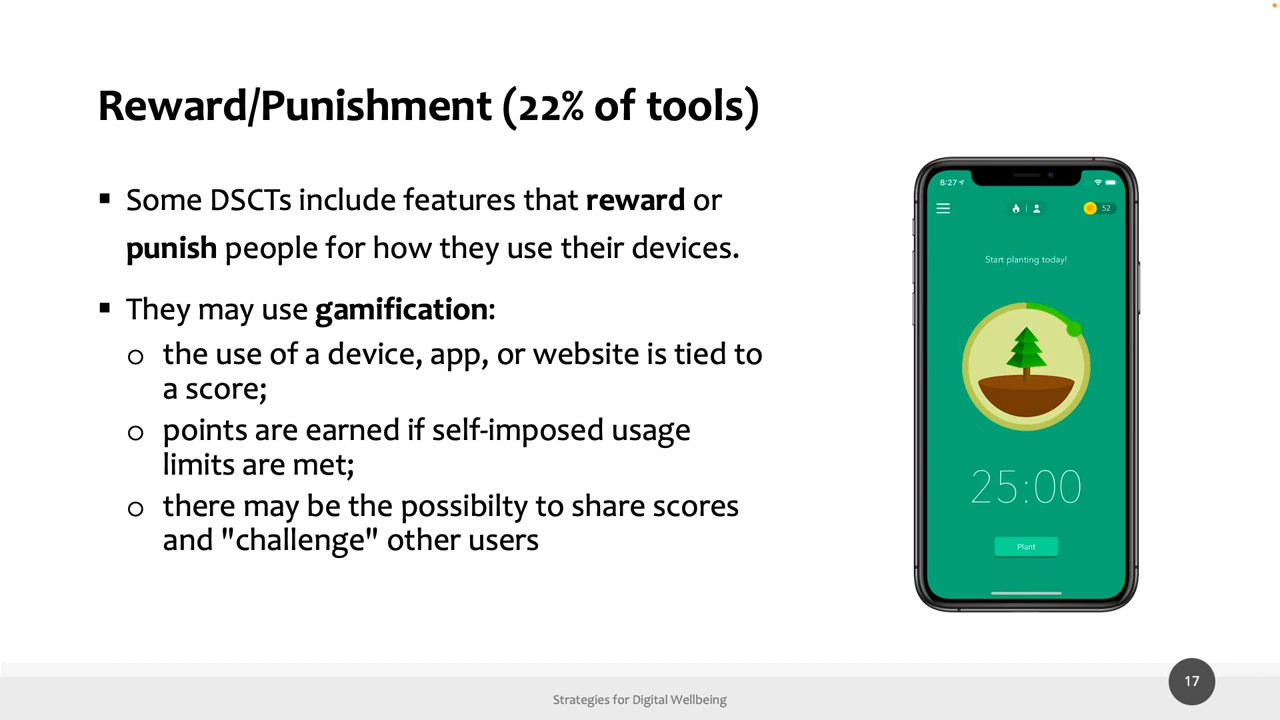 Reward/Punishment (22% of tools)
▪ Some DSCTs include features that reward or
punish people for how they use their devices.
▪ They may use gamification:
o the use of a device, app, or website is tied to
a score;
o points are earned if self-imposed usage
limits are met;
o there may be the possibilty to share scores
and "challenge" other users
8:27
52
Start planting today!
25:00
Plant
Strategies for Digital Wellbeing
17